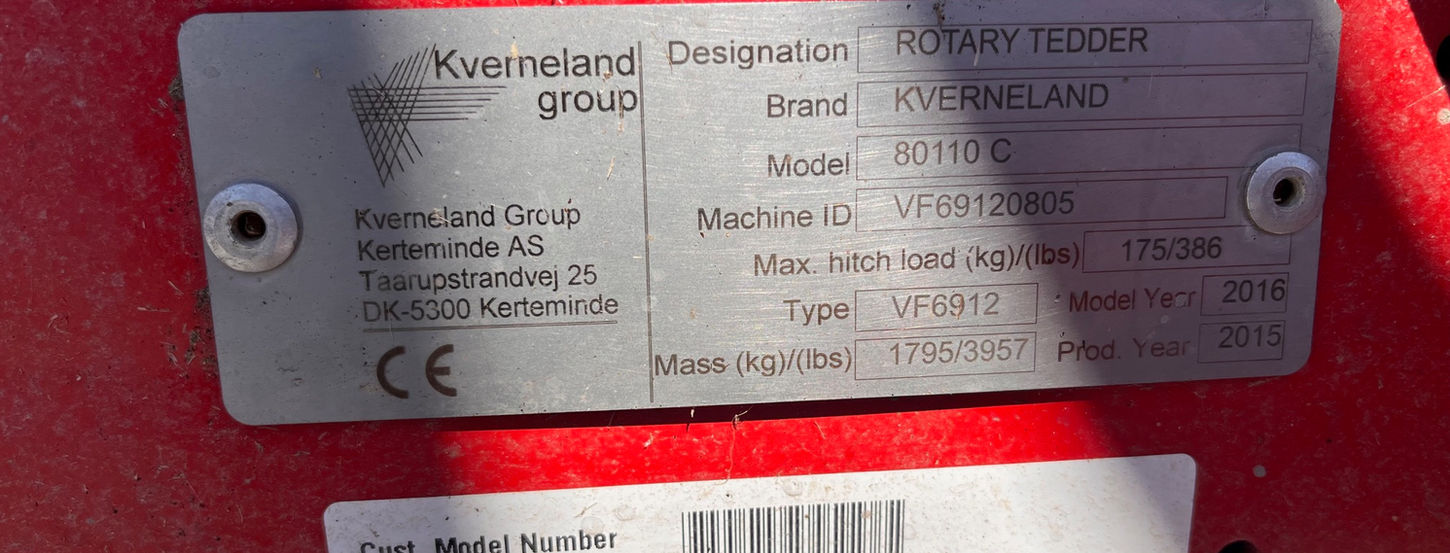 Kverneland
group
Kverneland Group
Kerteminde AS
Taarupstrandvej 25
DK-5300 Kerteminde
CE
Designation ROTARY TEDDER
Brand KVERNELAND
Model 80110 C
Machine ID VF69120805
Max. hitch load (kg)/(lbs) 175/386
Type VF6912 Model Year 2016
Mass (kg)/(lbs) 1795/3957 Prod. Year 2015
Cust. Model Number